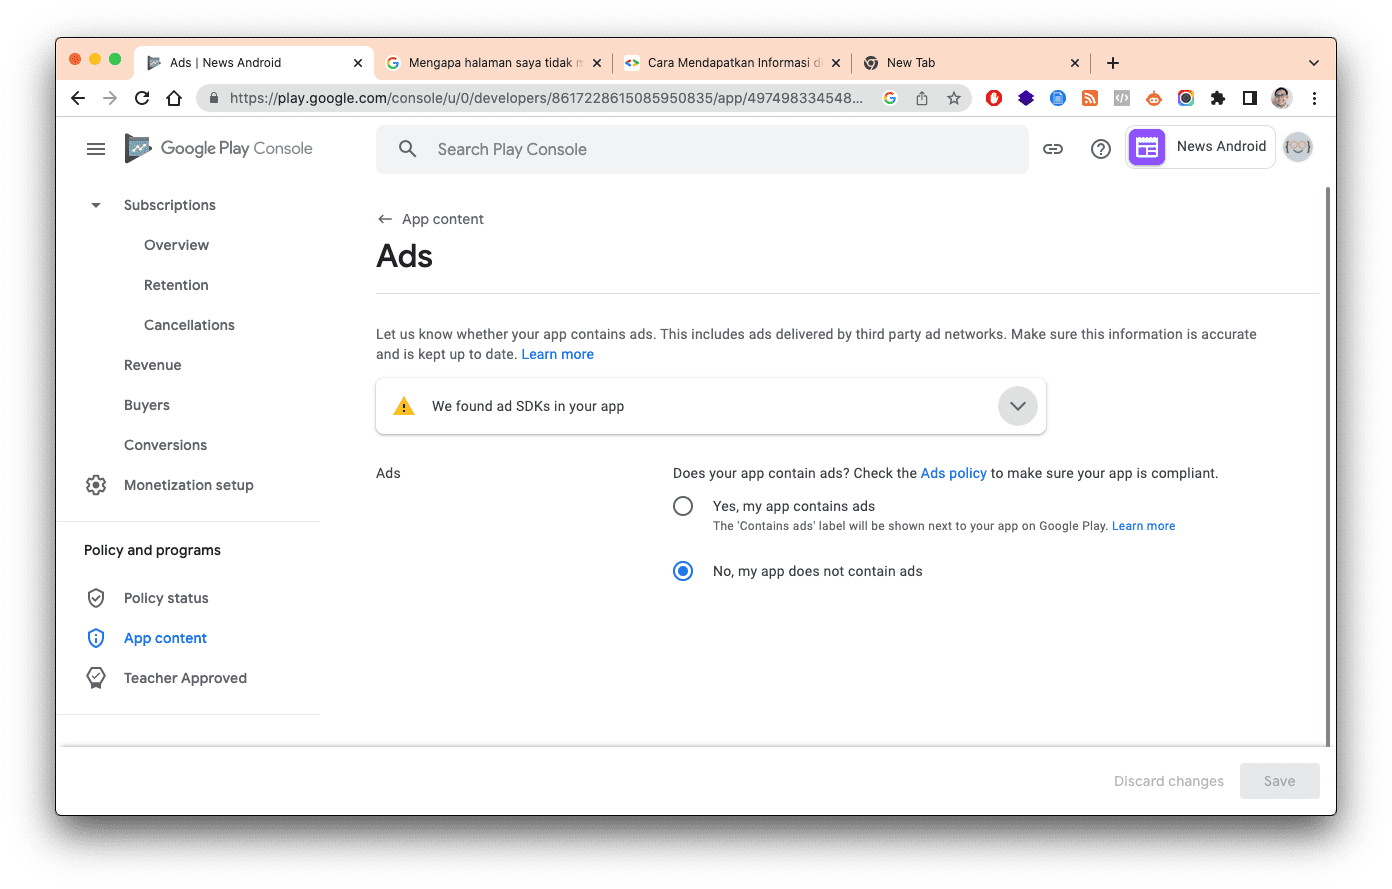 Ads | News Android
Mengapa halaman saya tidak m
Cara Mendapatkan Informasi di
New Tab
https://play.google.com/console/u/0/developers/8617228615085950835/app/497498334548...
Google Play Console
Search Play Console
News Android
Subscriptions
Overview
Retention
Cancellations
Revenue
Buyers
Conversions
Monetization setup
Policy and programs
Policy status
App content
Teacher Approved
App content
Ads
Let us know whether your app contains ads. This includes ads delivered by third party ad networks. Make sure this information is accurate
and is kept up to date. Learn more
We found ad SDKs in your app
Ads
Does your app contain ads? Check the Ads policy to make sure your app is compliant.
Yes, my app contains ads
The 'Contains ads' label will be shown next to your app on Google Play. Learn more
No, my app does not contain ads
Discard changes
Save